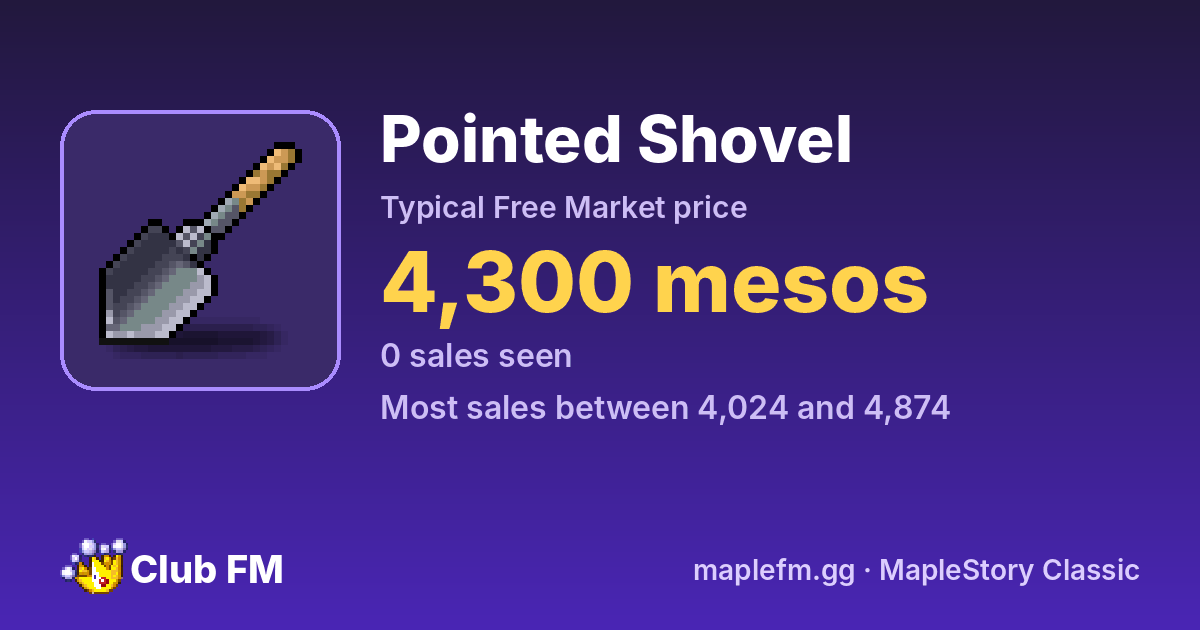 Pointed Shovel
Typical Free Market price
4,300 mesos
0 sales seen
Most sales between 4,024 and 4,874
Club FM
maplefm.gg · MapleStory Classic